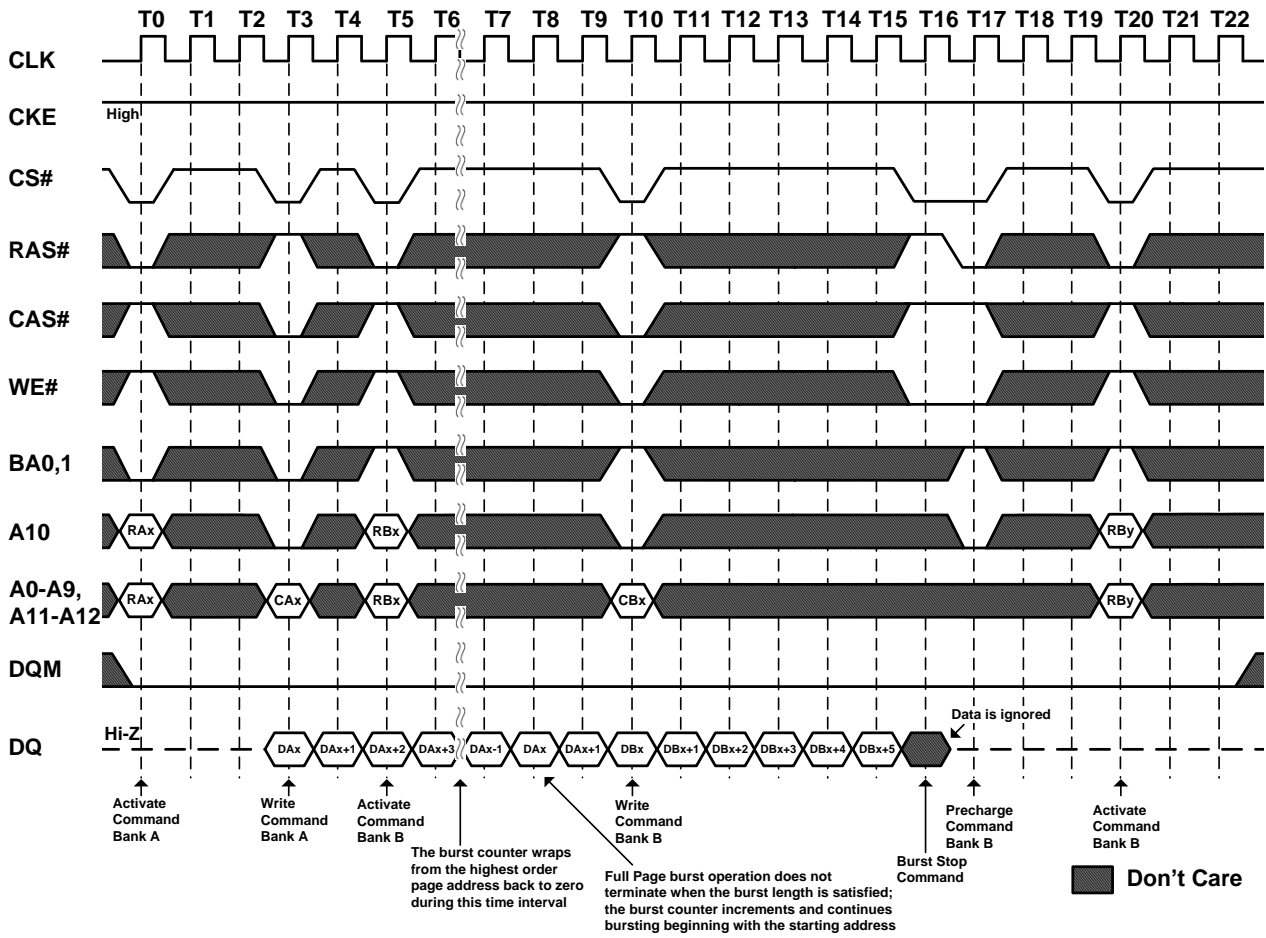 T0 T1 T2 T3 T4 T5 T6 T7 T8 T9 T10 T11 T12 T13 T14 T15 T16 T17 T18 T19 T20 T21 T22
CLK
CKE
High
CS#
RAS#
CAS#
WE#
BA0,1
A10
RAx RBx RBy
A0-A9,
A11-A12
RAx CAx RBx CBx RBy
DQM
Data is ignored
DQ
Hi-Z
DAx DAx+1 DAx+2 DAx+3 DAx-1 DAx DAx+1 DBx DBx+1 DBx+2 DBx+3 DBx+4 DBx+5
Activate
Command
Bank A
Write
Command
Bank A
Activate
Command
Bank B
The burst counter wraps
from the highest order
page address back to zero
during this time interval
Full Page burst operation does not
terminate when the burst length is satisfied;
the burst counter increments and continues
bursting beginning with the starting address
Write
Command
Bank B
Burst Stop
Command
Precharge
Command
Bank B
Activate
Command
Bank B
Don't Care